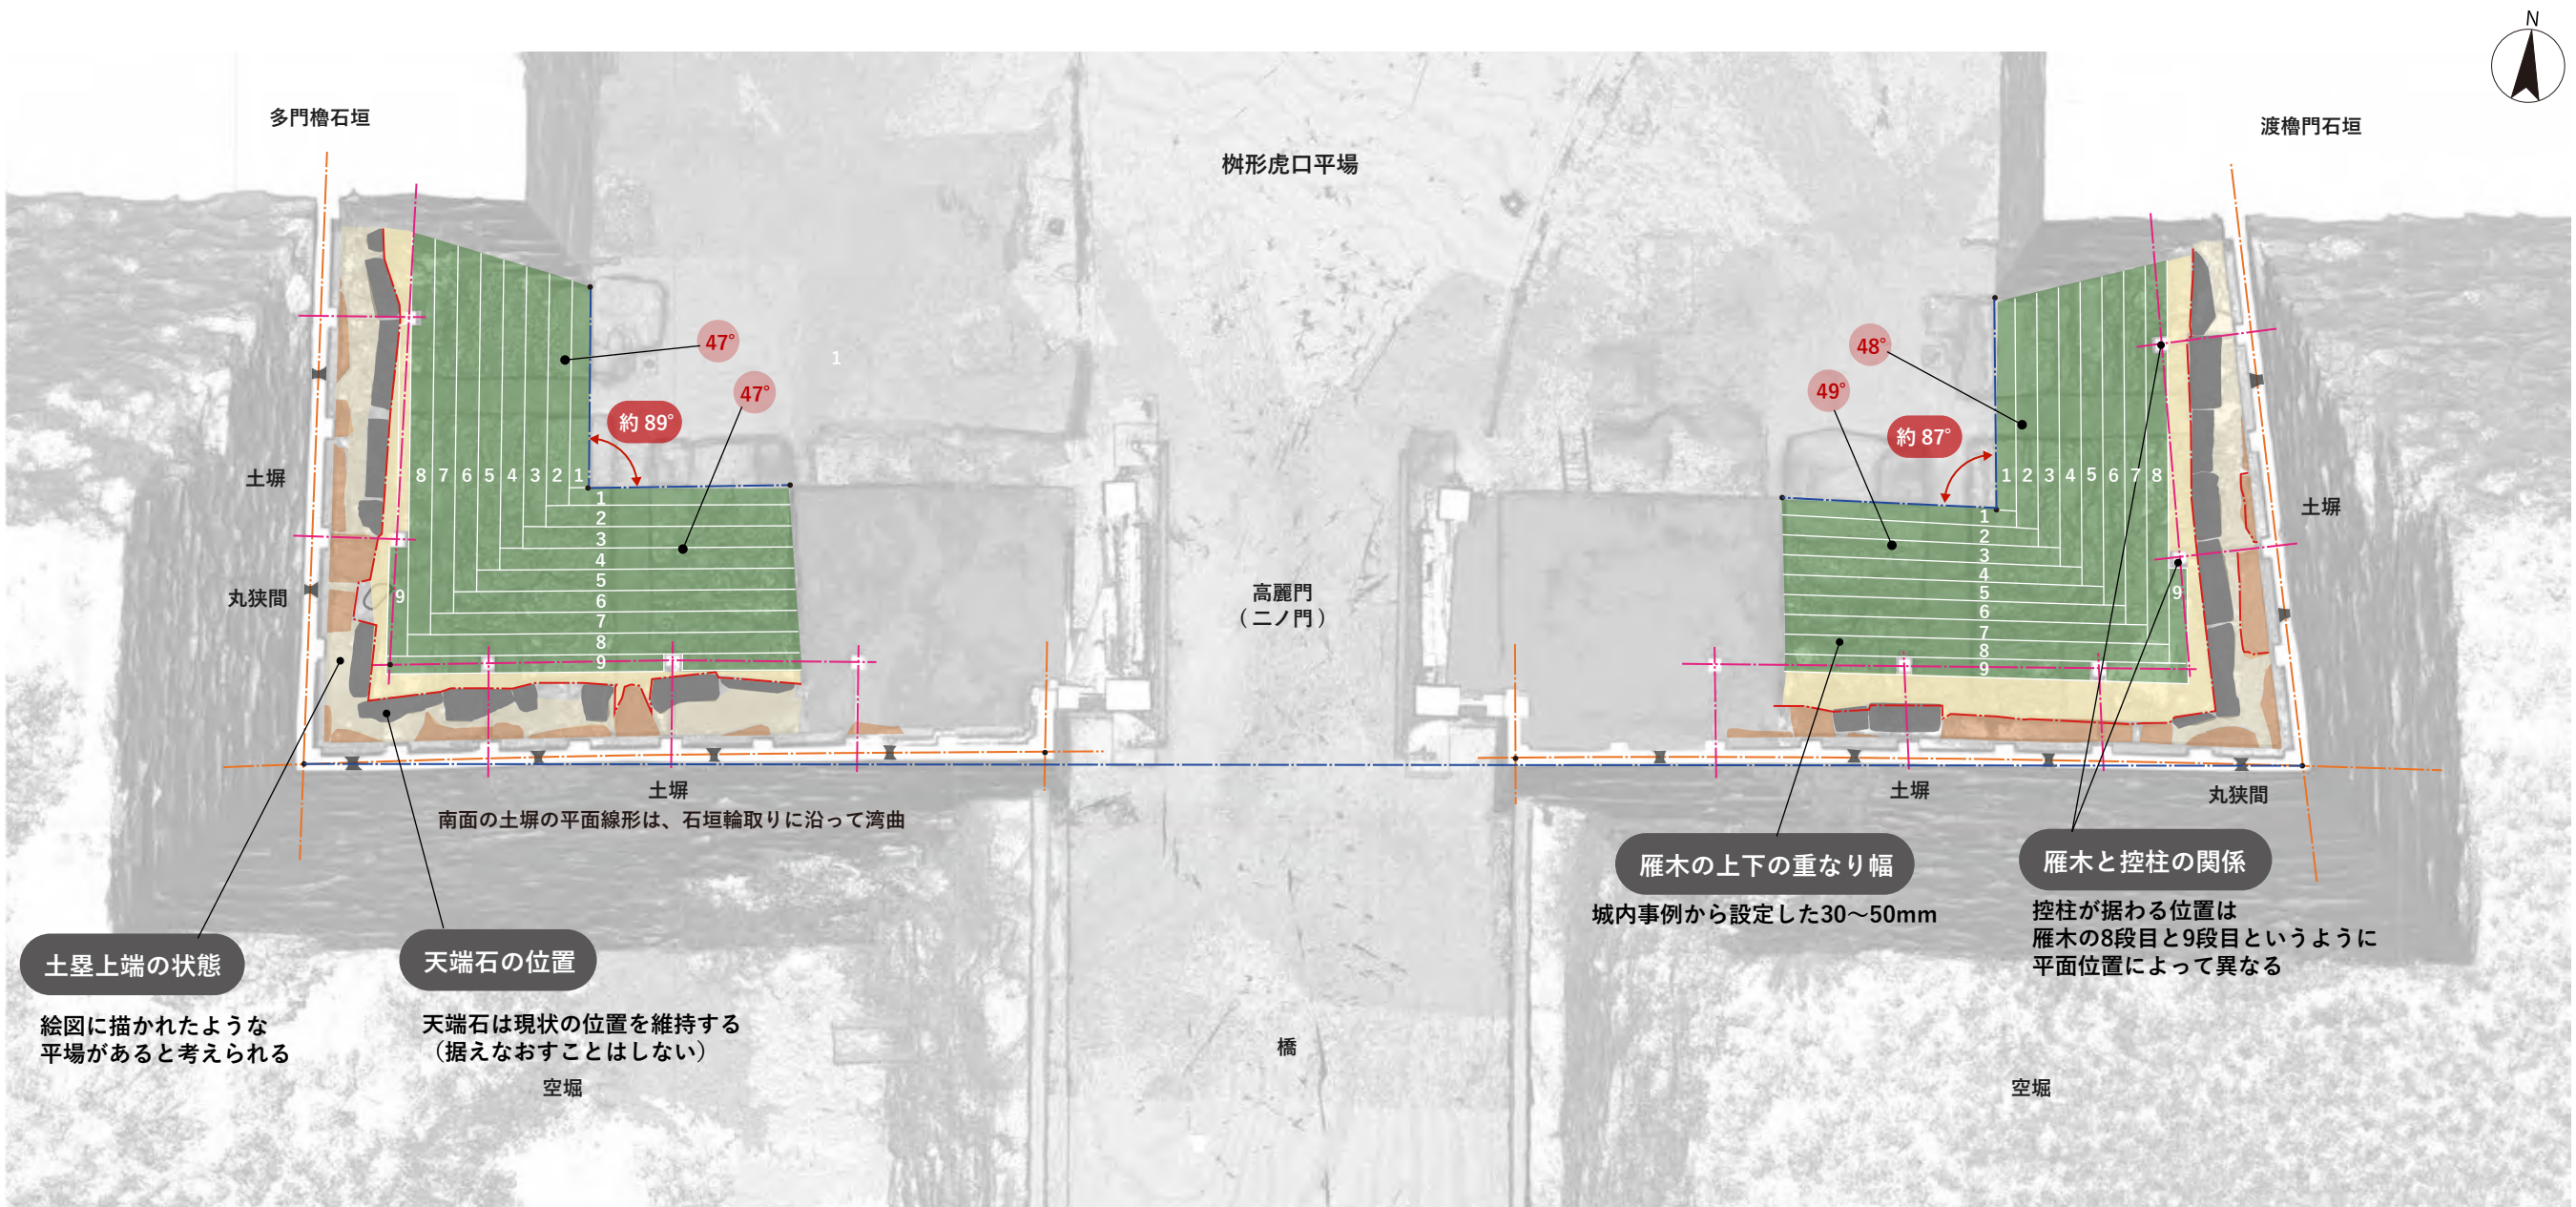 N
多門櫓石垣
渡櫓門石垣
桝形虎口平場
47°
1
48°
47°
49°
約 89°
約 87°
土塀
8 7 6 5 4 3 2 1
1 2 3 4 5 6 7 8
土塀
1
2
3
4
5
6
7
8
9
9
1
2
3
4
5
6
7
8
9
9
丸狭間
高麗門
(二ノ門)
土塀
南面の土塀の平面線形は、石垣輪取りに沿って湾曲
土塀
丸狭間
雁木の上下の重なり幅
城内事例から設定した30〜50mm
雁木と控柱の関係
控柱が据わる位置は
雁木の8段目と9段目というように
平面位置によって異なる
土塁上端の状態
絵図に描かれたような
平場があると考えられる
天端石の位置
天端石は現状の位置を維持する
（据えなおすことはしない）
空堀
橋
空堀